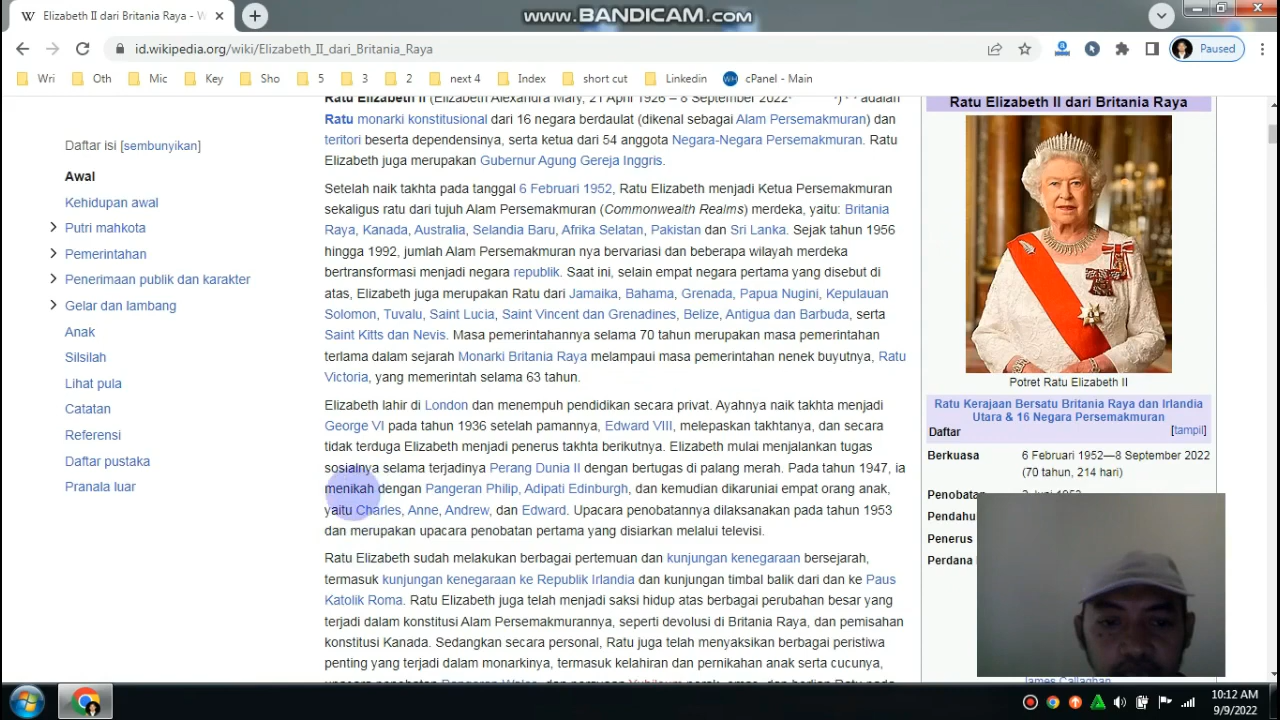 Elizabeth II dari Britania Raya - W
www.BANDICAM.com
id.wikipedia.org/wiki/Elizabeth_II_dari_Britania_Raya
Paused
Wri
Oth
Mic
Key
Sho
5
3
2
next 4
Index
short cut
Linkedin
cPanel - Main
Daftar isi [sembunyikan]
Awal
Kehidupan awal
Putri mahkota
Pemerintahan
Penerimaan publik dan karakter
Gelar dan lambang
Anak
Silsilah
Lihat pula
Catatan
Referensi
Daftar pustaka
Pranala luar
Ratu Elizabeth II (Elizabeth Alexandra Mary, 21 April 1926 – 8 September 2022 adalah
Ratu monarki konstitusional dari 16 negara berdaulat (dikenal sebagai Alam Persemakmuran) dan
teritori beserta dependensinya, serta ketua dari 54 anggota Negara-Negara Persemakmuran. Ratu
Elizabeth juga merupakan Gubernur Agung Gereja Inggris.
Setelah naik takhta pada tanggal 6 Februari 1952, Ratu Elizabeth menjadi Ketua Persemakmuran
sekaligus ratu dari tujuh Alam Persemakmuran (Commonwealth Realms) merdeka, yaitu: Britania
Raya, Kanada, Australia, Selandia Baru, Afrika Selatan, Pakistan dan Sri Lanka. Sejak tahun 1956
hingga 1992, jumlah Alam Persemakmuran nya bervariasi dan beberapa wilayah merdeka
bertransformasi menjadi negara republik. Saat ini, selain empat negara pertama yang disebut di
atas, Elizabeth juga merupakan Ratu dari Jamaika, Bahama, Grenada, Papua Nugini, Kepulauan
Solomon, Tuvalu, Saint Lucia, Saint Vincent dan Grenadines, Belize, Antigua dan Barbuda, serta
Saint Kitts dan Nevis. Masa pemerintahannya selama 70 tahun merupakan masa pemerintahan
terlama dalam sejarah Monarki Britania Raya melampaui masa pemerintahan nenek buyutnya, Ratu
Victoria, yang memerintah selama 63 tahun.
Elizabeth lahir di London dan menempuh pendidikan secara privat. Ayahnya naik takhta menjadi
George VI pada tahun 1936 setelah pamannya, Edward VIII, melepaskan takhtanya, dan secara
tidak terduga Elizabeth menjadi penerus takhta berikutnya. Elizabeth mulai menjalankan tugas
sosialnya selama terjadinya Perang Dunia II dengan bertugas di palang merah. Pada tahun 1947, ia
menikah dengan Pangeran Philip, Adipati Edinburgh, dan kemudian dikaruniai empat orang anak,
yaitu Charles, Anne, Andrew, dan Edward. Upacara penobatannya dilaksanakan pada tahun 1953
dan merupakan upacara penobatan pertama yang disiarkan melalui televisi.
Ratu Elizabeth sudah melakukan berbagai pertemuan dan kunjungan kenegaraan bersejarah,
termasuk kunjungan kenegaraan ke Republik Irlandia dan kunjungan timbal balik dari dan ke Paus
Katolik Roma. Ratu Elizabeth juga telah menjadi saksi hidup atas berbagai perubahan besar yang
terjadi dalam konstitusi Alam Persemakmurannya, seperti devolusi di Britania Raya, dan pemisahan
konstitusi Kanada. Sedangkan secara personal, Ratu juga telah menyaksikan berbagai peristiwa
penting yang terjadi dalam monarkinya, termasuk kelahiran dan pernikahan anak serta cucunya,
Ratu Elizabeth II dari Britania Raya
Potret Ratu Elizabeth II
Ratu Kerajaan Bersatu Britania Raya dan Irlandia
Utara & 16 Negara Persemakmuran
Daftar [tampil]
Berkuasa 6 Februari 1952—8 September 2022
(70 tahun, 214 hari)
Penobatan
Pendahu
Penerus
Perdana
James Callaghan
10:12 AM
9/9/2022